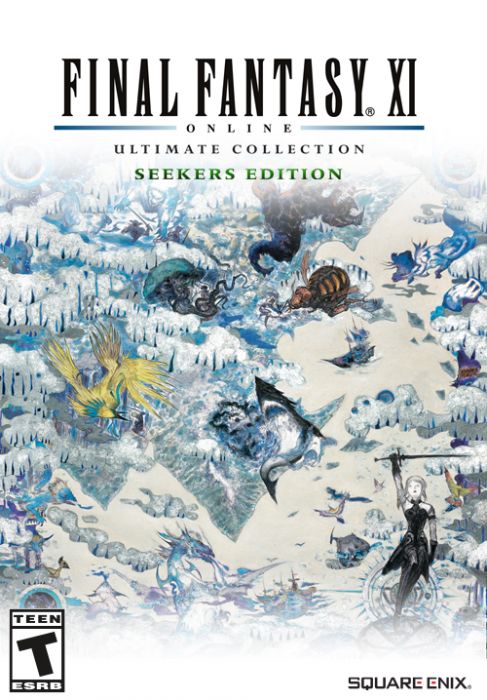 FINAL FANTASY® XI
ONLINE
ULTIMATE COLLECTION
SEEKERS EDITION
TEEN
T
ESRB
SQUARE ENIX®